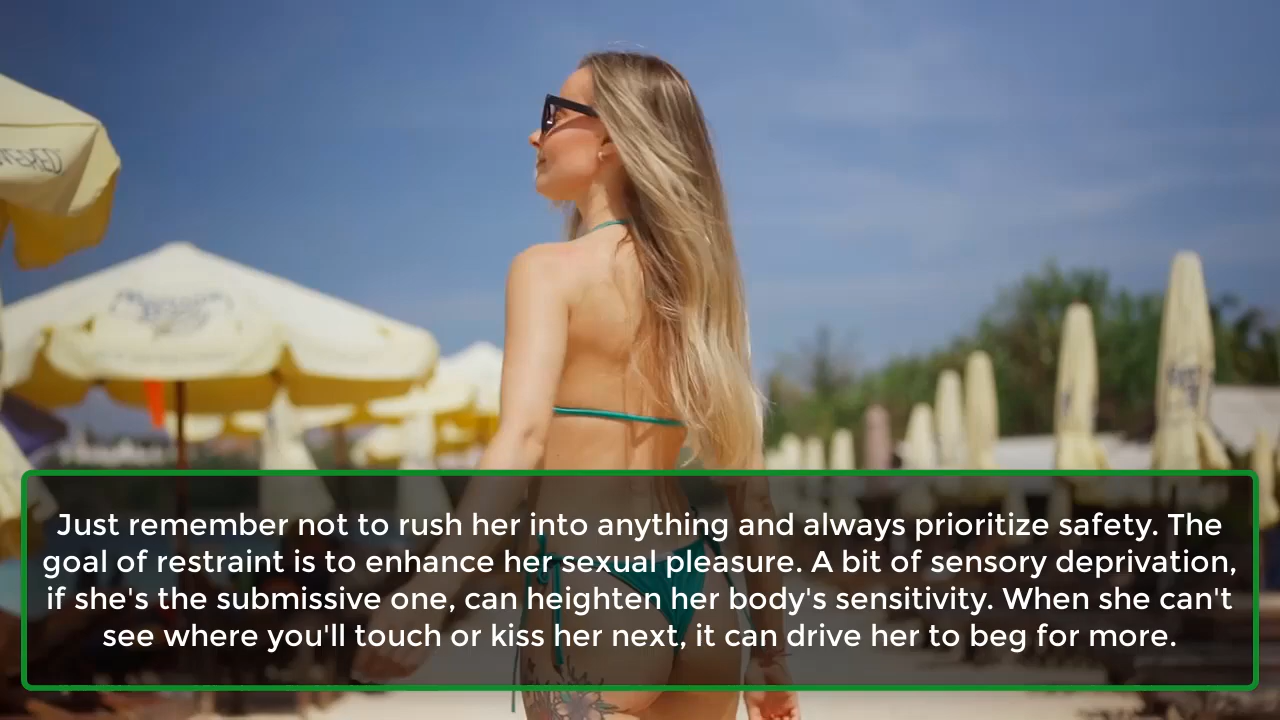 Just remember not to rush her into anything and always prioritize safety. The
goal of restraint is to enhance her sexual pleasure. A bit of sensory deprivation,
if she's the submissive one, can heighten her body's sensitivity. When she can't
see where you'll touch or kiss her next, it can drive her to beg for more.